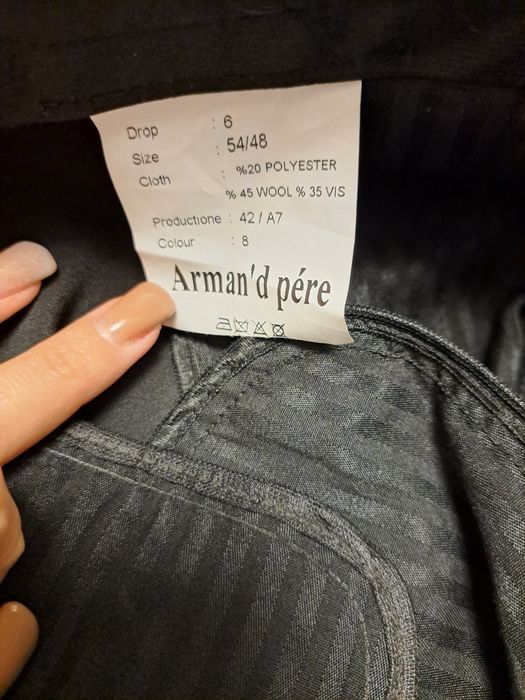 Drop : 6
Size : 54/48
Cloth : %20 POLYESTER
% 45 WOOL % 35 VIS
Productione : 42 / A7
Colour : 8
Arman'd pére